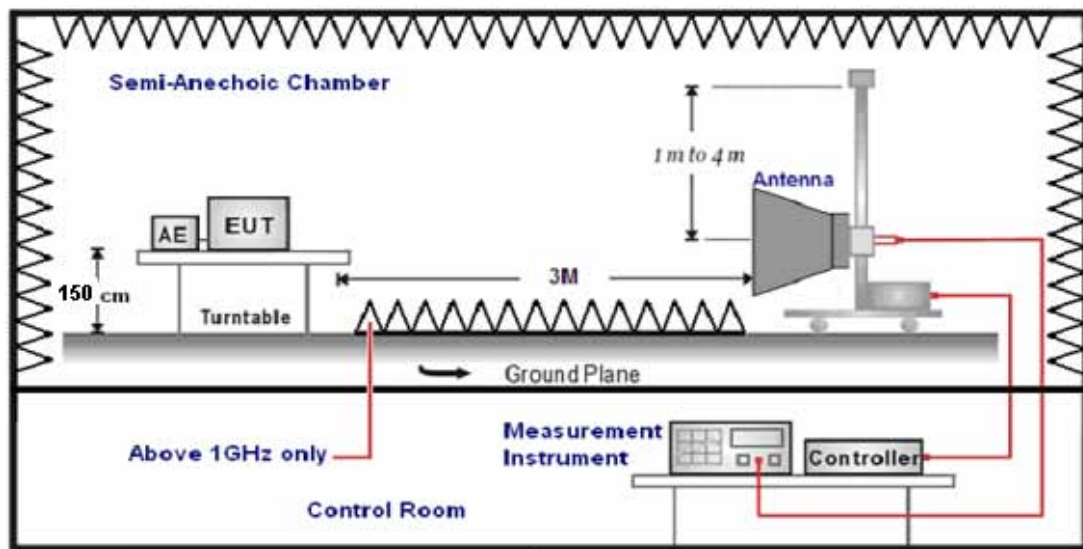 Semi-Anechoic Chamber
1 m to 4 m
Antenna
AE
EUT
150 cm
3M
Turntable
Ground Plane
Above 1GHz only
Measurement
Instrument
Controller
Control Room